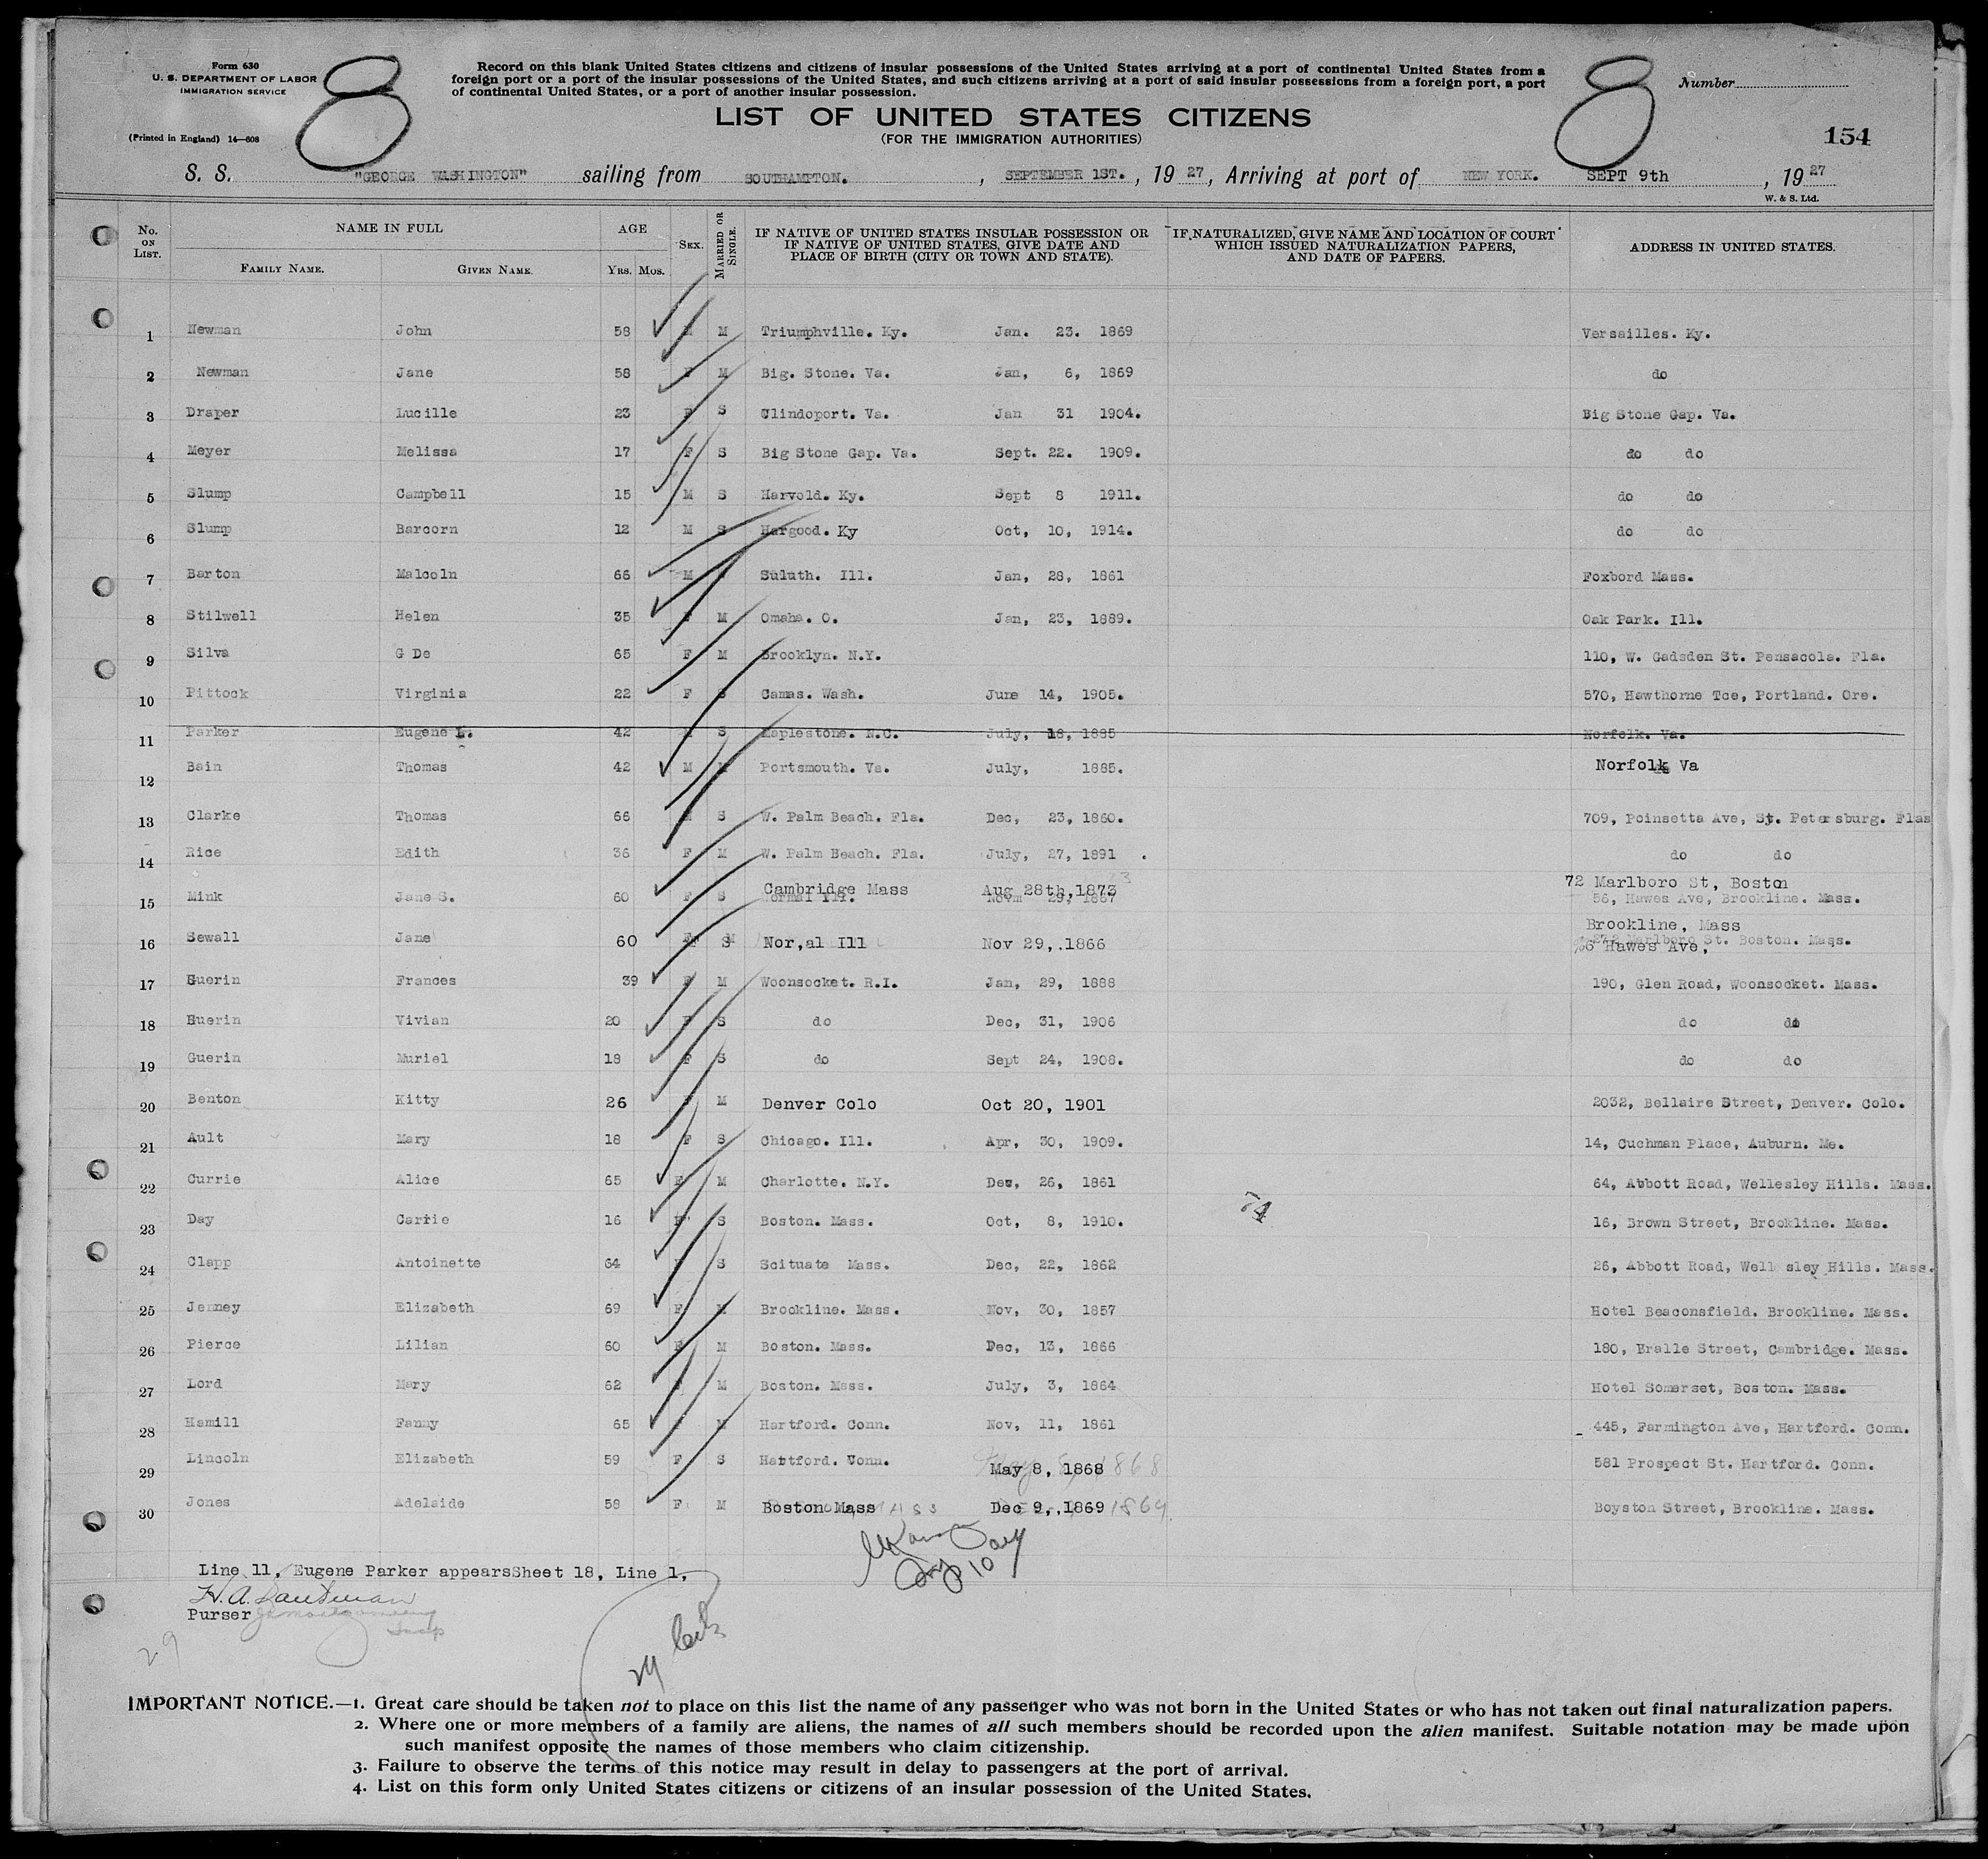 Form 630
U. S. DEPARTMENT OF LABOR
IMMIGRATION SERVICE
(Printed in England) 14—608
8
Record on this blank United States citizens and citizens of insular possessions of the United States arriving at a port of continental United States from a
foreign port or a port of the insular possessions of the United States, and such citizens arriving at a port of said insular possessions from a foreign port, a port
of continental United States, or a port of another insular possession.
LIST OF UNITED STATES CITIZENS
(FOR THE IMMIGRATION AUTHORITIES)
8
Number
154
S. S. "GEORGE WASHINGTON" sailing from SOUTHAMPTON. , SEPTEMBER 1ST. , 19 27, Arriving at port of NEW YORK. SEPT 9th , 19 27
W. & S. Ltd.
No. ON LIST. NAME IN FULL FAMILY NAME. GIVEN NAME. AGE YRS. MOS. SEX. MARRIED OR SINGLE. IF NATIVE OF UNITED STATES INSULAR POSSESSION OR IF NATIVE OF UNITED STATES, GIVE DATE AND PLACE OF BIRTH (CITY OR TOWN AND STATE). IF NATURALIZED, GIVE NAME AND LOCATION OF COURT WHICH ISSUED NATURALIZATION PAPERS, AND DATE OF PAPERS. ADDRESS IN UNITED STATES.
1 Newman John 58 M M Triumphville. Ky. Jan. 23. 1869 Versailles. Ky.
2 Newman Jane 58 F M Big. Stone. Va. Jan, 6, 1869 do
3 Draper Lucille 23 F S Clindoport. Va. Jan 31 1904. Big Stone Gap. Va.
4 Meyer Melissa 17 F S Big Stone Gap. Va. Sept. 22. 1909. do do
5 Slump Campbell 15 M S Harvold. Ky. Sept 8 1911. do do
6 Slump Barcorn 12 M S Hargood. Ky Oct, 10, 1914. do do
7 Barton Malcoln 66 M Suluth. Ill. Jan, 28, 1861 Foxbord Mass.
8 Stilwell Helen 35 F M Omaha. O. Jan, 23, 1889. Oak Park. Ill.
9 Silva G De 65 F M Brooklyn. N.Y. 110, W. Gadsden St. Pensacola. Fla.
10 Pittock Virginia 22 F S Camas. Wash. June 14, 1905. 570, Hawthorne Tce, Portland. Ore.
11 Parker Eugene L. 42 M S Maplestone. N.C. July, 18, 1885 Norfolk. Va.
12 Bain Thomas 42 M M Portsmouth. Va. July, 1885. Norfolk Va
13 Clarke Thomas 66 M S W. Palm Beach. Fla. Dec, 23, 1860. 709, Poinsetta Ave, St. Petersburg. Flas
14 Rice Edith 36 F M W. Palm Beach. Fla. July, 27, 1891 . do do
15 Mink Jane S. 60 F S Cambridge Mass Aug 28th,1873 72 Marlboro St, Boston
Normal Ill. Novm 29, 1867 56, Hawes Ave, Brookline. Mass.
16 Sewall Jane 60 F S Nor,al Ill Nov 29,.1866 Brookline, Mass
Marlboro St. Boston. Mass.
Hawes Ave,
17 Guerin Frances 39 F M Woonsocket. R.I. Jan, 29, 1888 190, Glen Road, Woonsocket. Mass.
18 Guerin Vivian 20 F S do Dec, 31, 1906 do do
19 Guerin Muriel 18 F S do Sept 24, 1908. do do
20 Benton Kitty 26 F M Denver Colo Oct 20, 1901 2032, Bellaire Street, Denver. Colo.
21 Ault Mary 18 F S Chicago. Ill. Apr, 30, 1909. 14, Cuchman Place, Auburn. Me.
22 Currie Alice 65 F M Charlotte. N.Y. Dec, 26, 1861 64, Abbott Road, Wellesley Hills. Mass.
23 Day Carrie 16 F S Boston. Mass. Oct, 8, 1910. 74 16, Brown Street, Brookline. Mass.
24 Clapp Antoinette 64 F S Scituate Mass. Dec, 22, 1862 26, Abbott Road, Well sley Hills. Mass.
25 Jenney Elizabeth 69 F M Brookline. Mass. Nov, 30, 1857 Hotel Beaconsfield. Brookline. Mass.
26 Pierce Lilian 60 F M Boston. Mass. Dec, 13, 1866 180, Bralle Street, Cambridge. Mass.
27 Lord Mary 62 F M Boston. Mass. July, 3, 1864 Hotel Somerset, Boston. Mass.
28 Hamill Fanny 65 F M Hartford. Conn. Nov, 11, 1861 445, Farmington Ave, Hartford. Conn.
29 Lincoln Elizabeth 59 F S Hartford. Conn. May 8, 1868 581 Prospect St. Hartford. Conn.
30 Jones Adelaide 58 F M Boston Mass Dec 9,.1869 Boyston Street, Brookline. Mass.
Line 11, Eugene Parker appearsSheet 18, Line 1,
H. A.
Purser
29
IMPORTANT NOTICE.—1. Great care should be taken not to place on this list the name of any passenger who was not born in the United States or who has not taken out final naturalization papers.
2. Where one or more members of a family are aliens, the names of all such members should be recorded upon the alien manifest. Suitable notation may be made upon
such manifest opposite the names of those members who claim citizenship.
3. Failure to observe the terms of this notice may result in delay to passengers at the port of arrival.
4. List on this form only United States citizens or citizens of an insular possession of the United States.